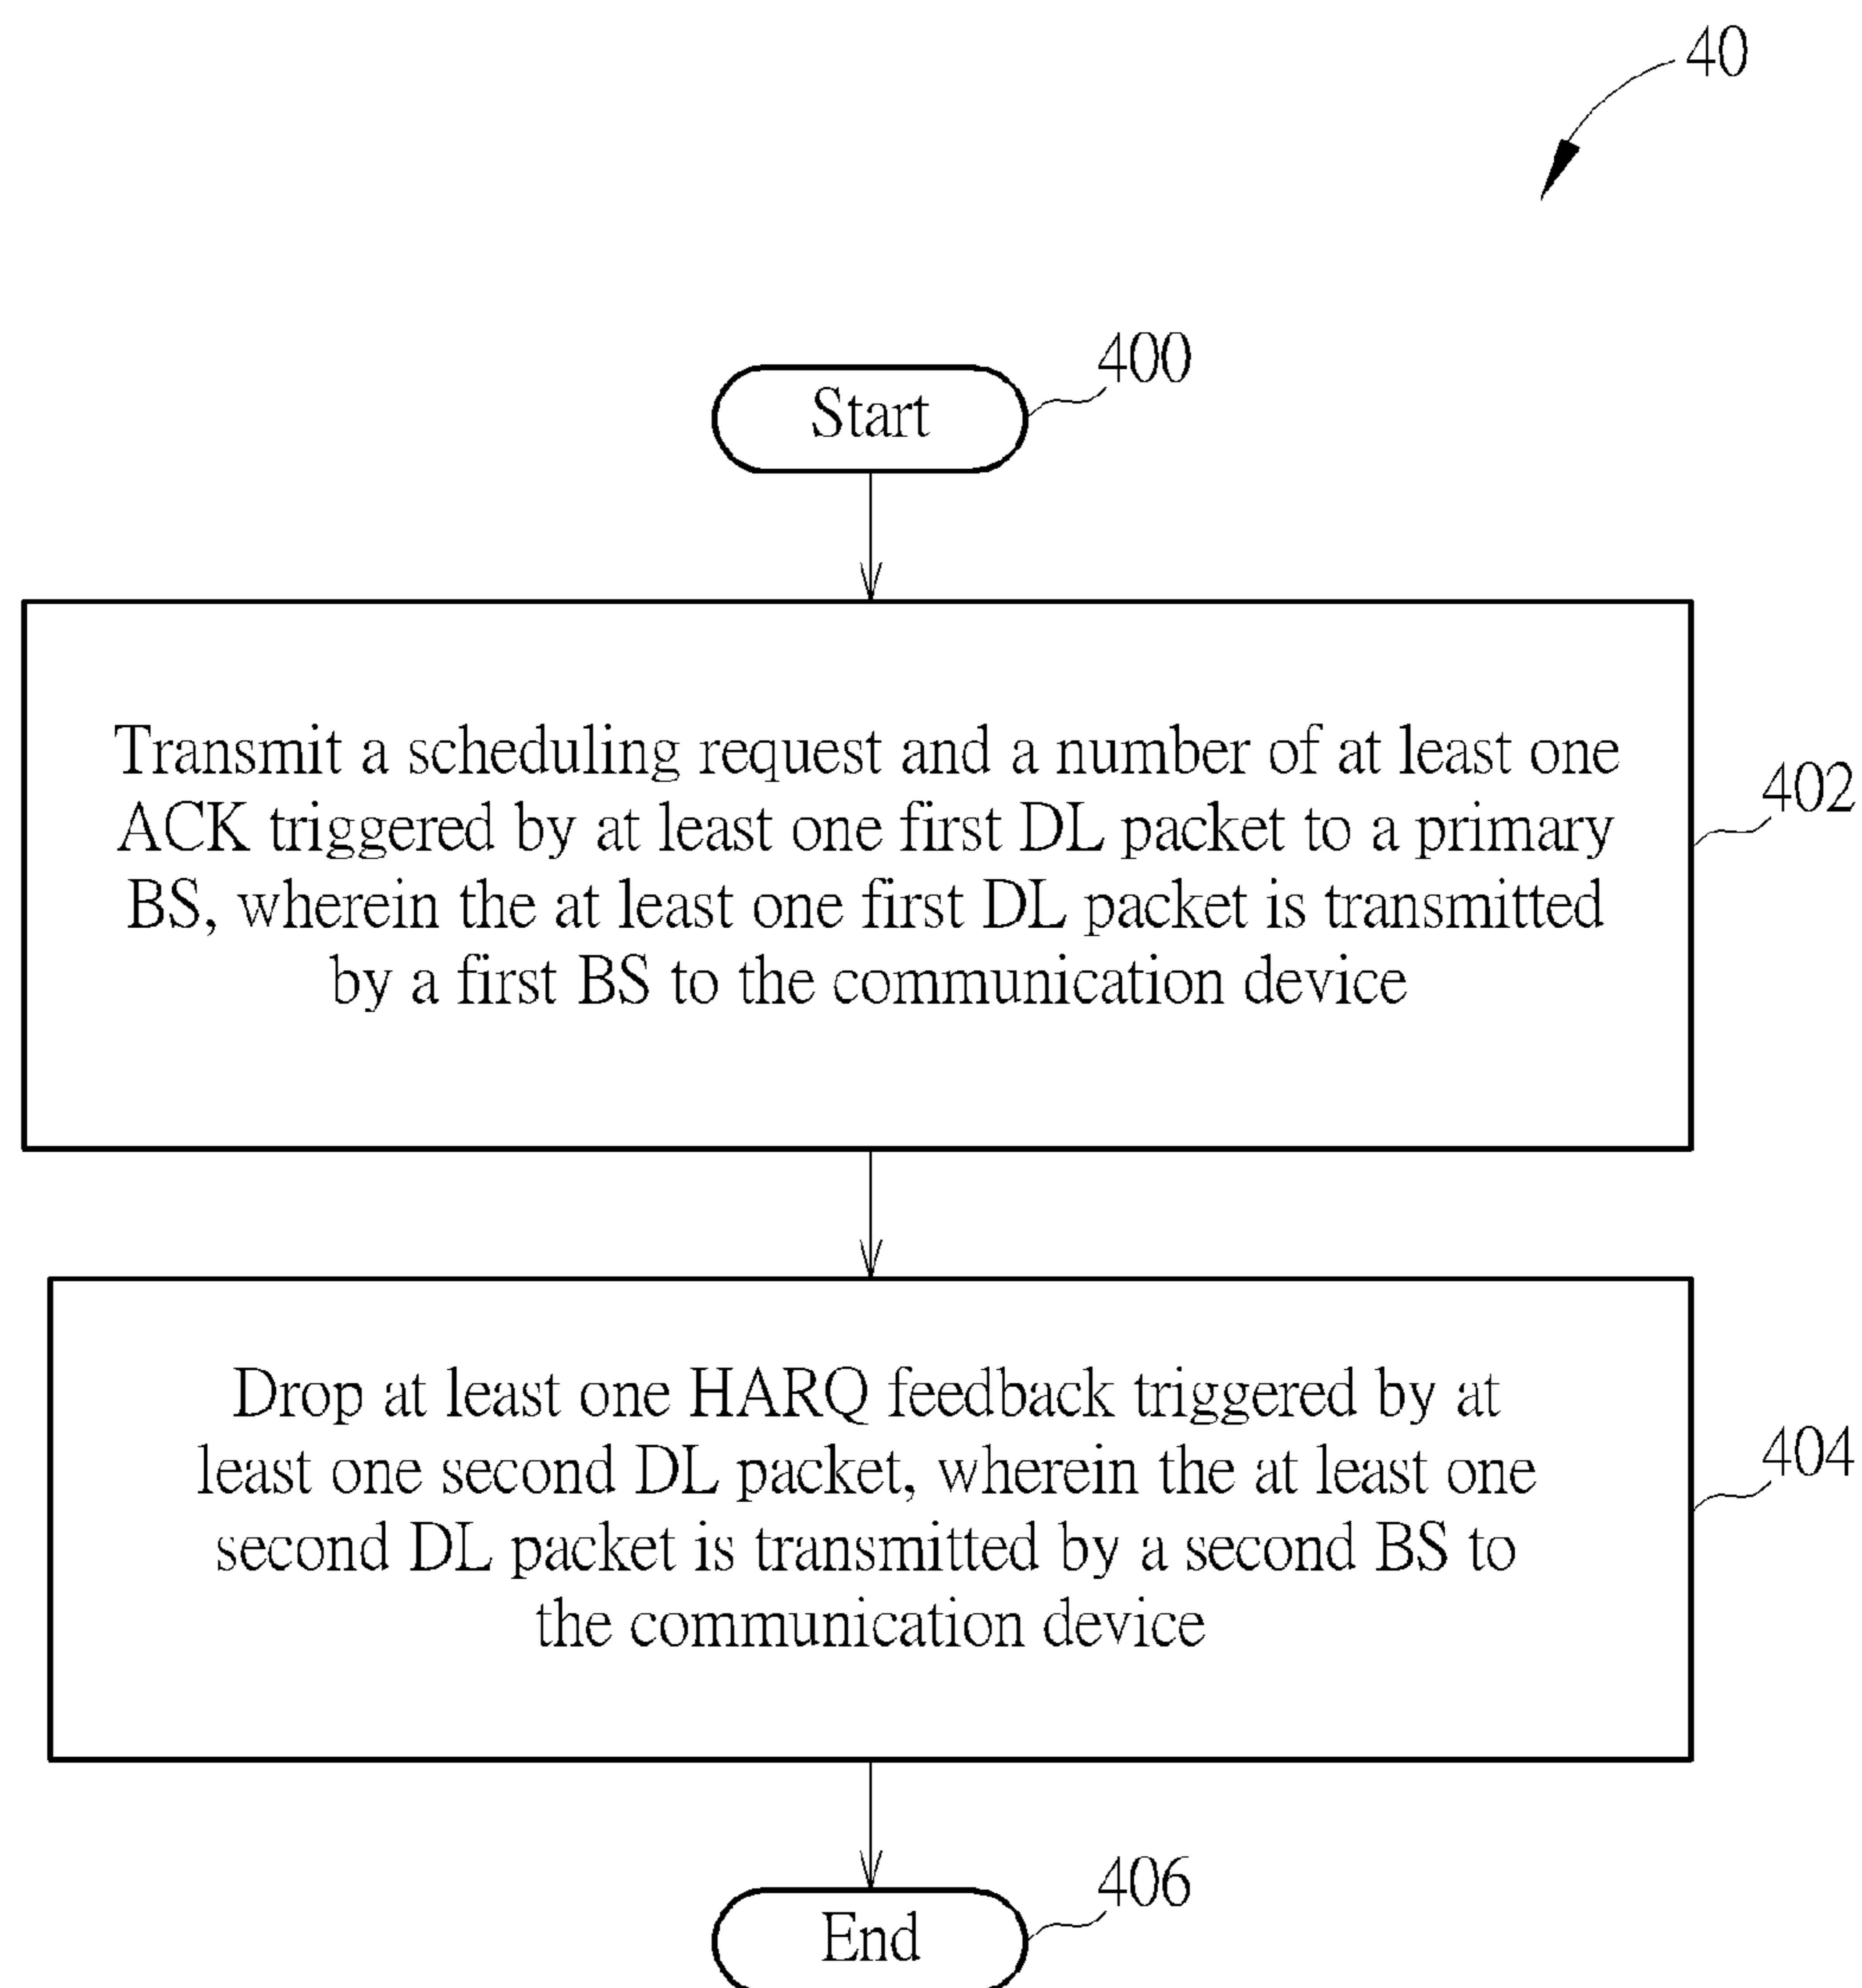 40
400
Start
Transmit a scheduling request and a number of at least one
ACK triggered by at least one first DL packet to a primary
BS, wherein the at least one first DL packet is transmitted
by a first BS to the communication device
402
Drop at least one HARQ feedback triggered by at
least one second DL packet, wherein the at least one
second DL packet is transmitted by a second BS to
the communication device
404
406
End